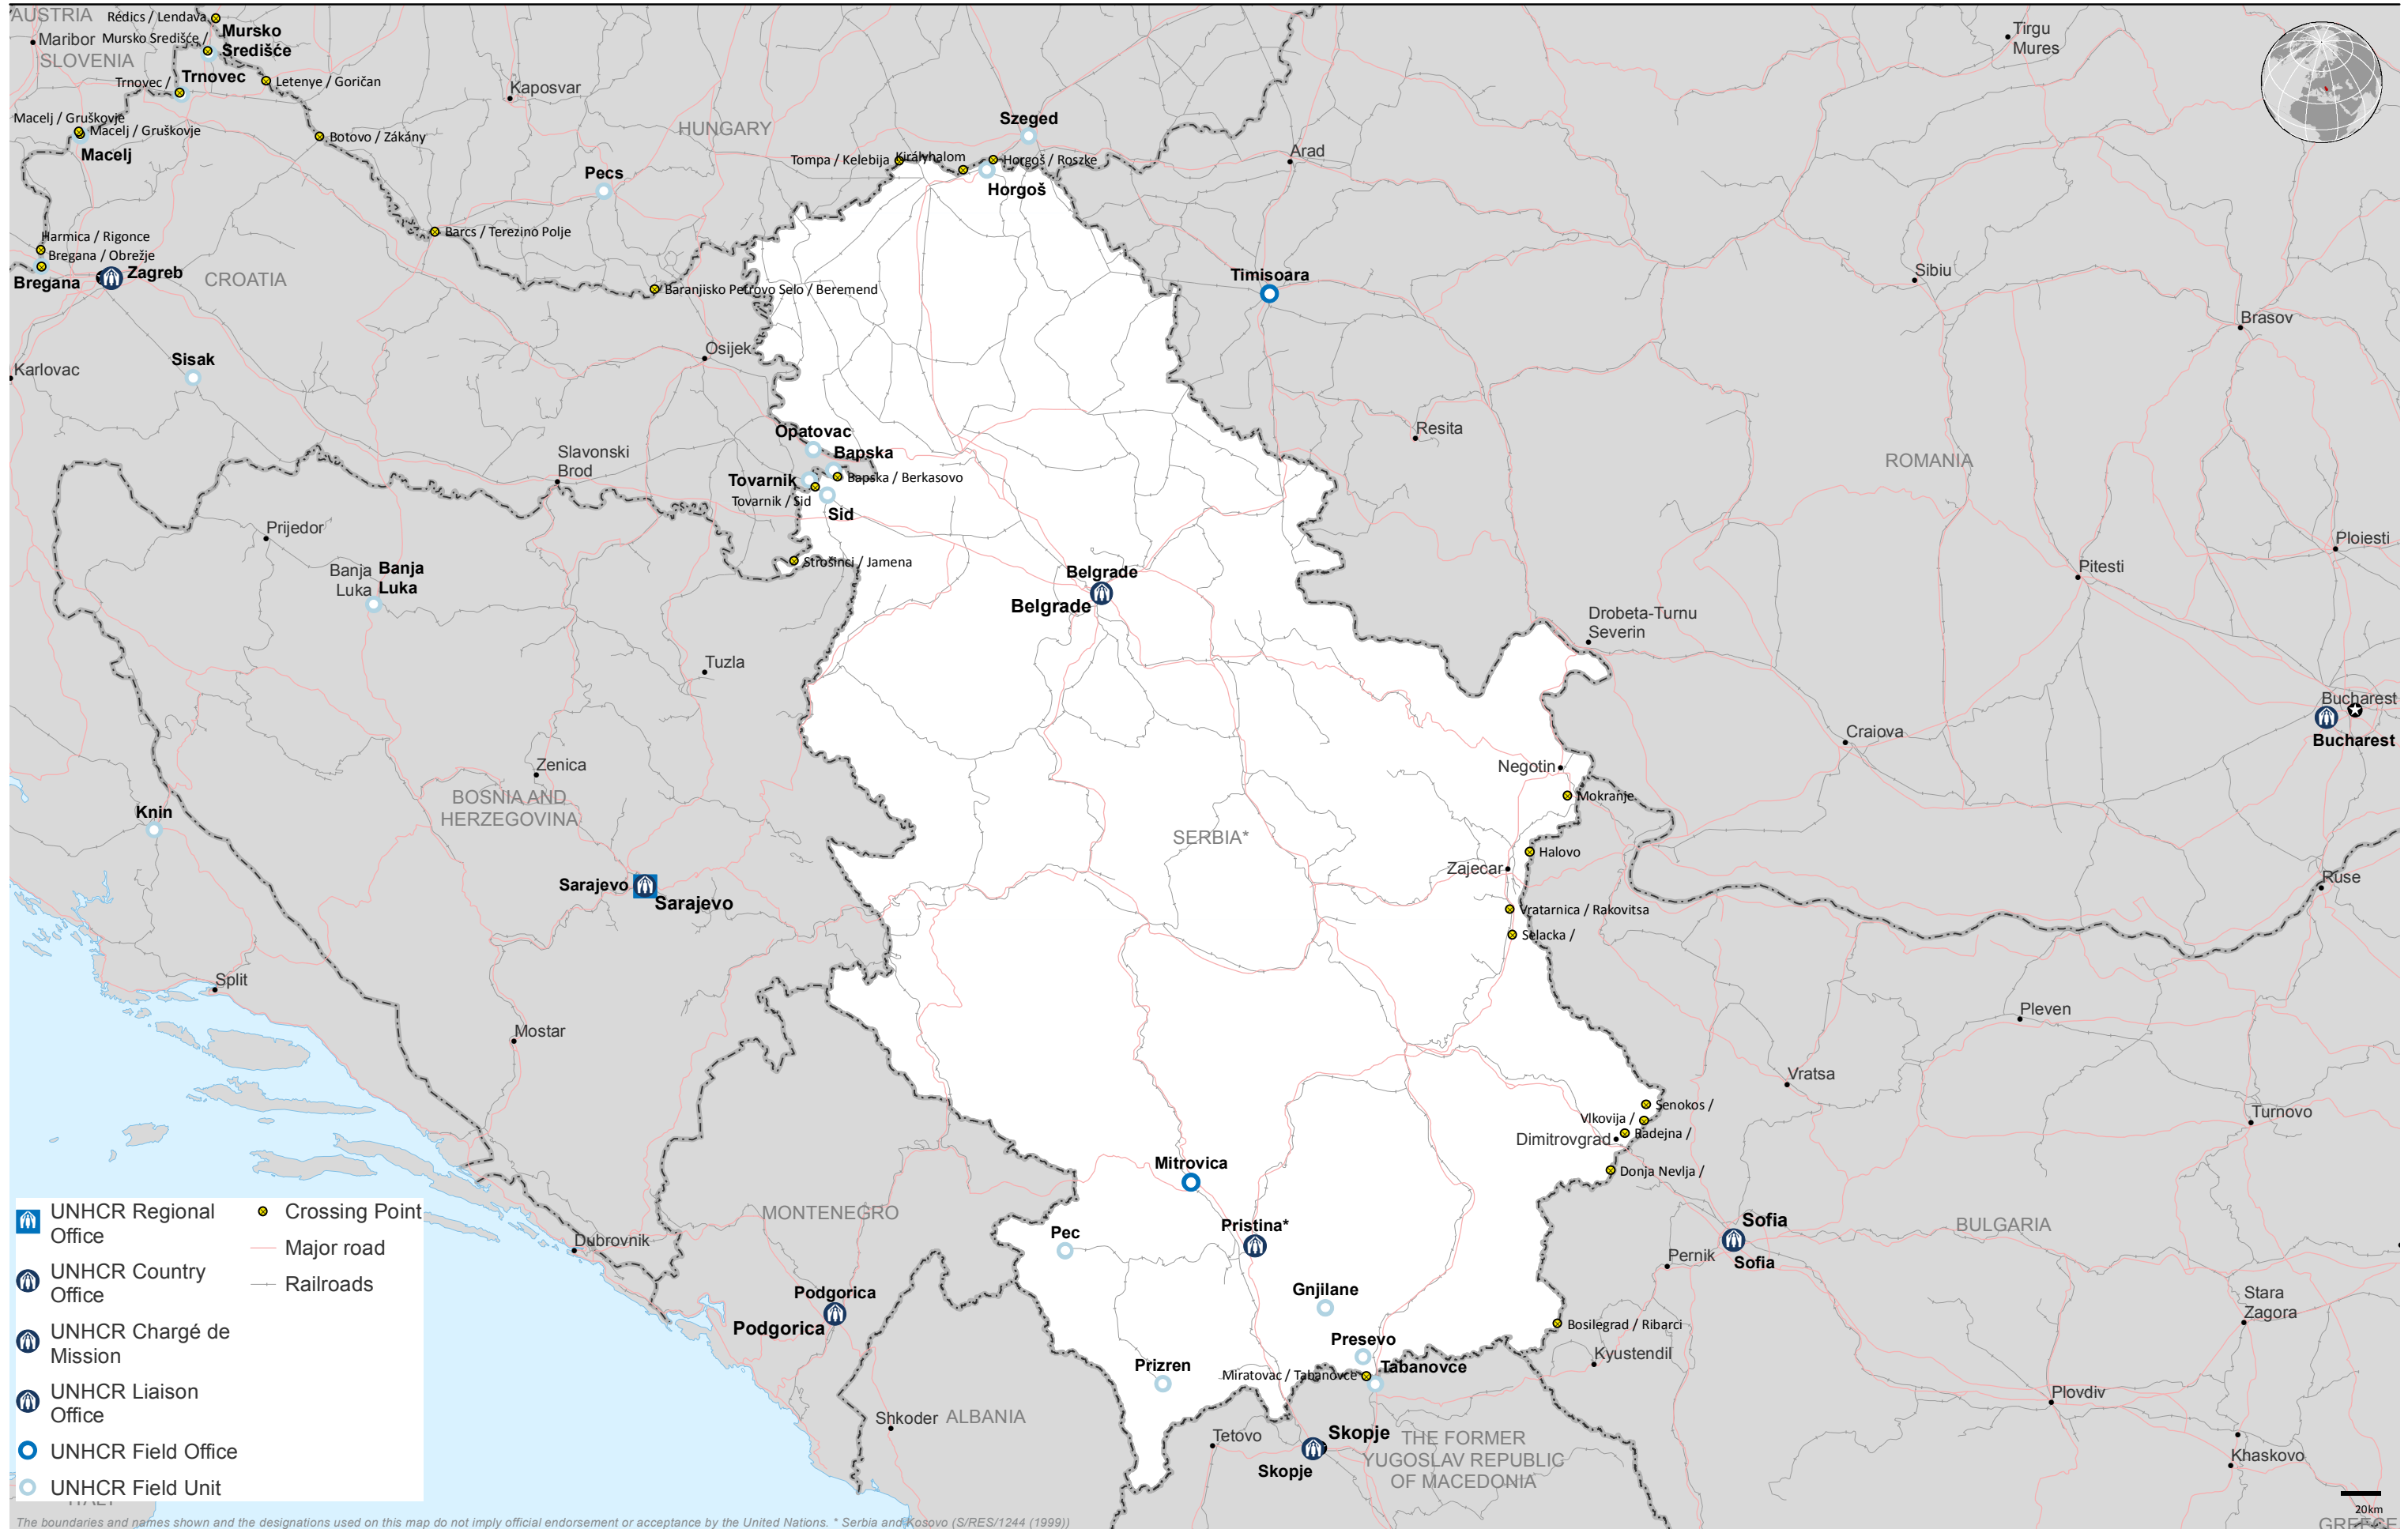 AUSTRIA
Rédics / Lendava
Mursko
Središće
Maribor
Mursko Središće /
SLOVENIA
Trnovec
Trnovec /
Letenye / Goričan
Macelj / Gruškovje
Macelj / Gruškovje
Macelj
Botovo / Zákány
Kaposvar
HUNGARY
Szeged
Tompa / Kelebija
Királyhalom
Horgoš / Roszke
Horgoš
Arad
Tirgu
Mures
Pecs
Barcs / Terezino Polje
Harmica / Rigonce
Bregana / Obrežje
Bregana
Zagreb
CROATIA
Baranjisko Petrovo Selo / Beremend
Timisoara
Sibiu
Brasov
Osijek
Sisak
Karlovac
Opatovac
Bapska
Resita
Slavonski
Brod
Tovarnik
Bapska / Berkasovo
Tovarnik / Sid
Sid
ROMANIA
Prijedor
Banja
Luka
Banja
Luka
Strošinci / Jamena
Belgrade
Belgrade
Ploiesti
Pitesti
Drobeta-Turnu
Severin
Tuzla
Bucharest
Bucharest
Craiova
Zenica
Negotin
Mokranje
BOSNIA AND
HERZEGOVINA
Knin
SERBIA*
Halovo
Zajecar
Ruse
Sarajevo
Sarajevo
Vratarnica / Rakovitsa
Selacka /
Split
Mostar
Pleven
Vratsa
Senokos /
Vlkovija /
Radejna /
Dimitrovgrad
Turnovo
Donja Nevlja /
Mitrovica
MONTENEGRO
Pec
Pristina*
Sofia
Sofia
BULGARIA
Pernik
Dubrovnik
Podgorica
Podgorica
Gnjilane
Stara
Zagora
Bosilegrad / Ribarci
Presevo
Tabanovce
Miratovac / Tabanovce
Kyustendil
Prizren
Plovdiv
Shkoder
ALBANIA
Tetovo
Skopje
Skopje
THE FORMER
YUGOSLAV REPUBLIC
OF MACEDONIA
Khaskovo
UNHCR Regional
Office
UNHCR Country
Office
UNHCR Chargé de
Mission
UNHCR Liaison
Office
UNHCR Field Office
UNHCR Field Unit
Crossing Point
Major road
Railroads
ITALY
20km
GREECE
The boundaries and names shown and the designations used on this map do not imply official endorsement or acceptance by the United Nations. * Serbia and Kosovo (S/RES/1244 (1999))